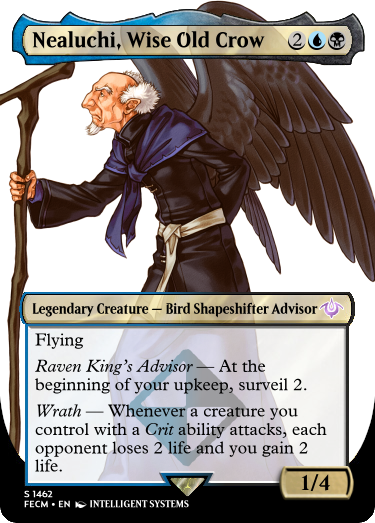 Nealuchi, Wise Old Crow 2
Legendary Creature — Bird Shapeshifter Advisor
Flying
Raven King's Advisor — At the
beginning of your upkeep, surveil 2.
Wrath — Whenever a creature you
control with a Crit ability attacks, each
opponent loses 2 life and you gain 2
life.
1/4
S 1462
FECM • EN INTELLIGENT SYSTEMS